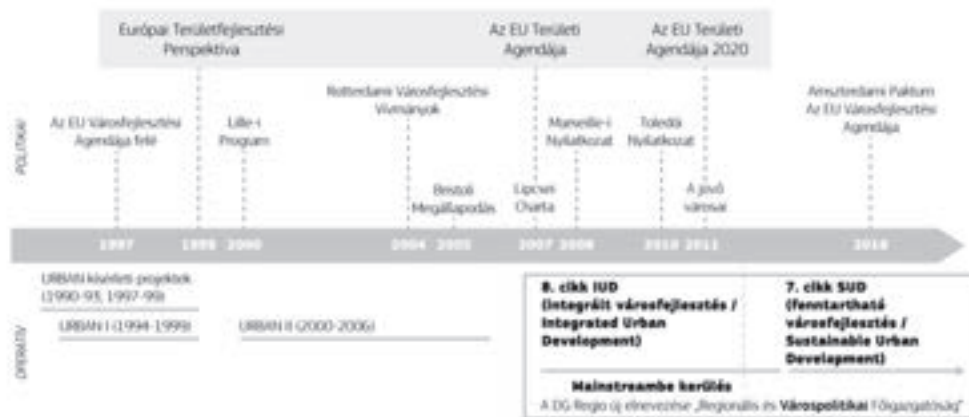 Európai Területfejlesztési
Perspektíva
Az EU Területi
Agendája
Az EU Területi
Agendája 2020
POLITIKAI
Az EU Városfejlesztési
Agendája felé
Lille-i
Program
Rotterdami Városfejlesztési
Vívmányok
Bristoli
Megállapodás
Lipcsei
Charta
Marseille-i
Nyilatkozat
Toledói
Nyilatkozat
A jövő
városai
Amszterdami Paktum
Az EU Városfejlesztési
Agendája
1997 1999 2000 2004 2005 2007 2008 2010 2011 2016
OPERATÍV
URBAN kísérleti projektek
(1990-93, 1997-99)
URBAN I (1994-1999)
URBAN II (2000-2006)
8. cikk IUD
(integrált városfejlesztés /
Integrated Urban
Development)
7. cikk SUD
(fenntartható
városfejlesztés /
Sustainable Urban
Development)
Mainstreambe kerülés
A DG Regio új elnevezése „Regionális és Várospolitikai Főigazgatóság”